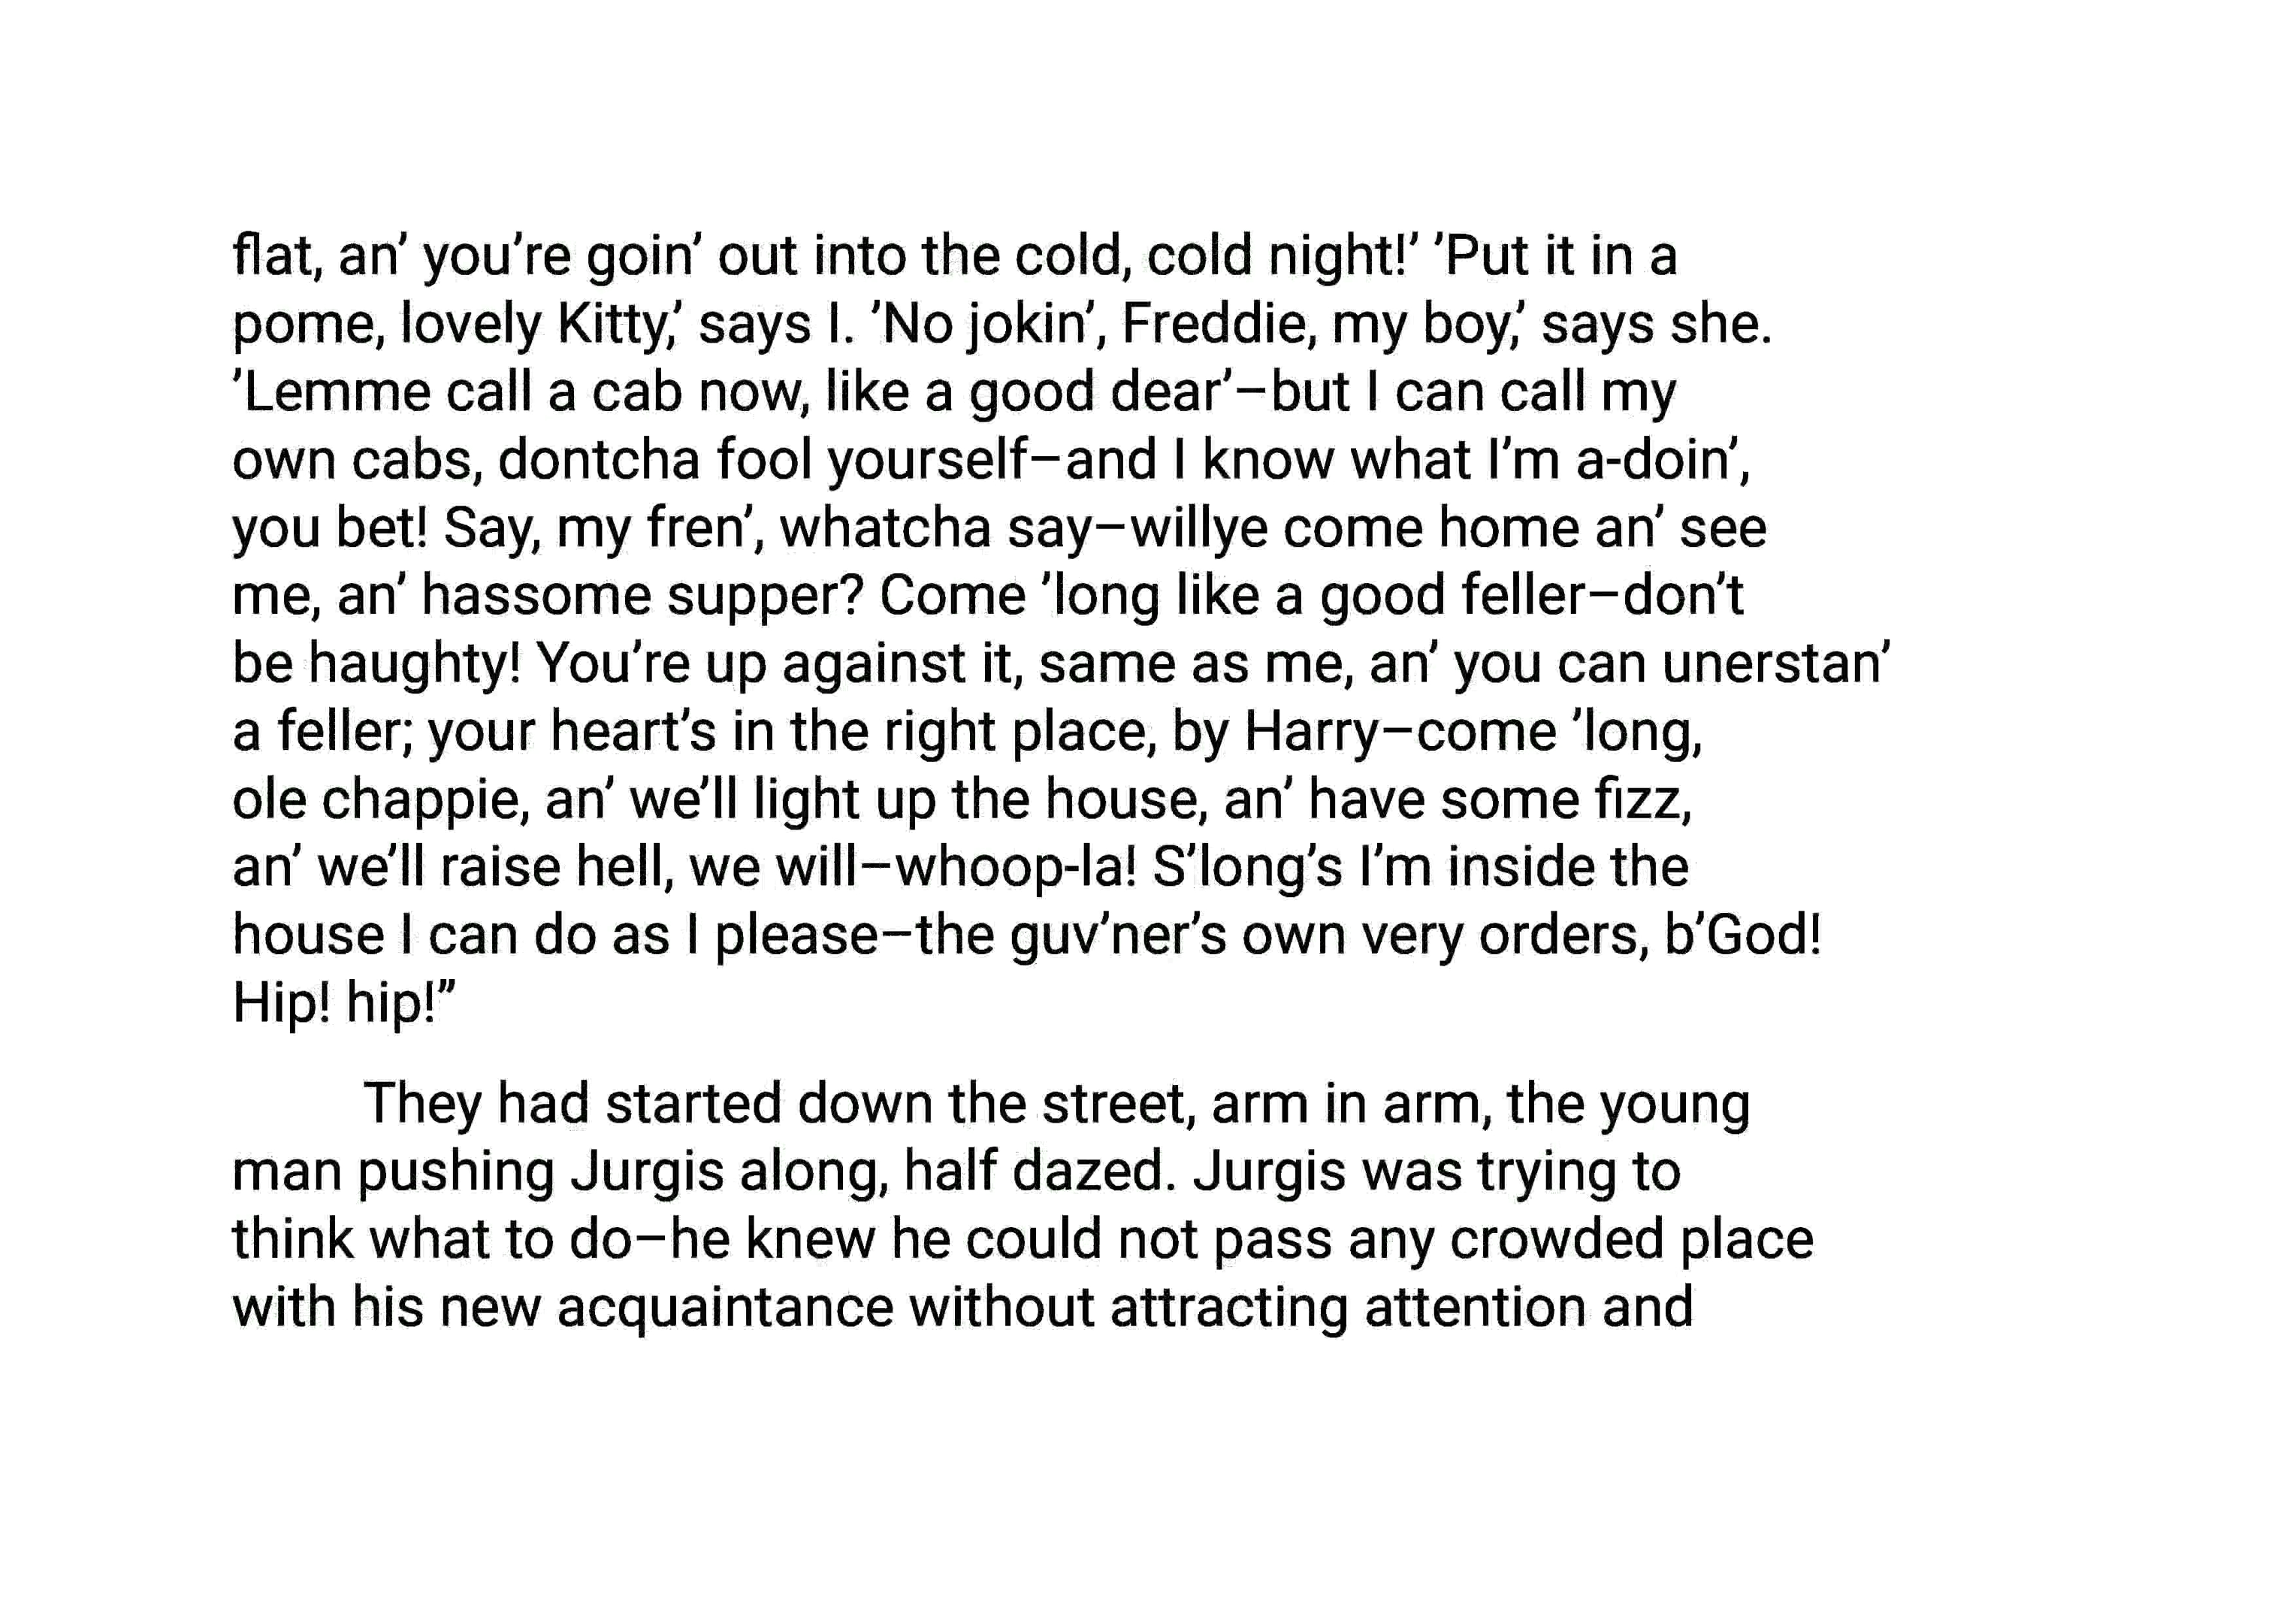 flat, an’ you’re goin’ out into the cold, cold night!’ ’Put it in a
pome, lovely Kitty,’ says I. ’No jokin’, Freddie, my boy,’ says she.
’Lemme call a cab now, like a good dear’–but I can call my
own cabs, dontcha fool yourself–and I know what I’m a-doin’,
you bet! Say, my fren’, whatcha say–willye come home an’ see
me, an’ hassome supper? Come ’long like a good feller–don’t
be haughty! You’re up against it, same as me, an’ you can unerstan’
a feller; your heart’s in the right place, by Harry–come ’long,
ole chappie, an’ we’ll light up the house, an’ have some fizz,
an’ we’ll raise hell, we will–whoop-la! S’long’s I’m inside the
house I can do as I please–the guv’ner’s own very orders, b’God!
Hip! hip!”
They had started down the street, arm in arm, the young
man pushing Jurgis along, half dazed. Jurgis was trying to
think what to do–he knew he could not pass any crowded place
with his new acquaintance without attracting attention and